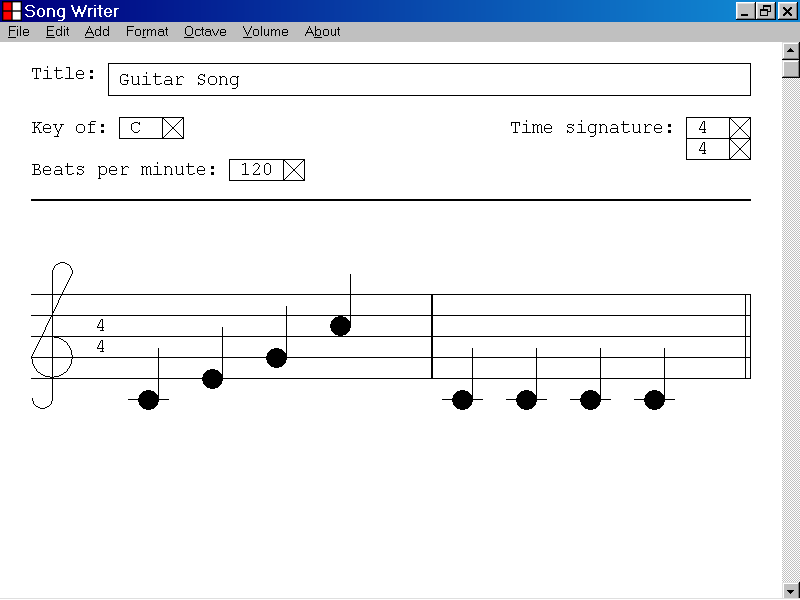 Song Writer
File Edit Add Format Octave Volume About
Title: Guitar Song
Key of: C
Time signature: 4
4
Beats per minute: 120
4
4